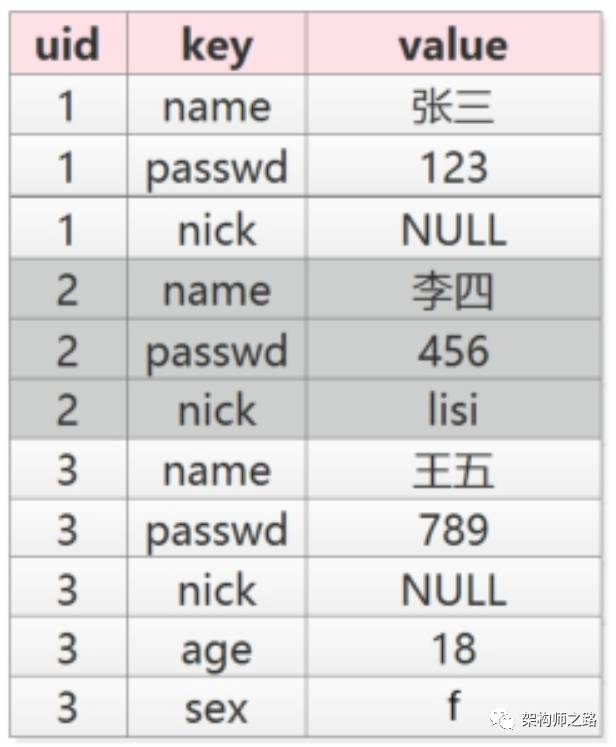 uid key value
1 name 张三
1 passwd 123
1 nick NULL
2 name 李四
2 passwd 456
2 nick lisi
3 name 王五
3 passwd 789
3 nick NULL
3 age 18
3 sex f
架构师之路